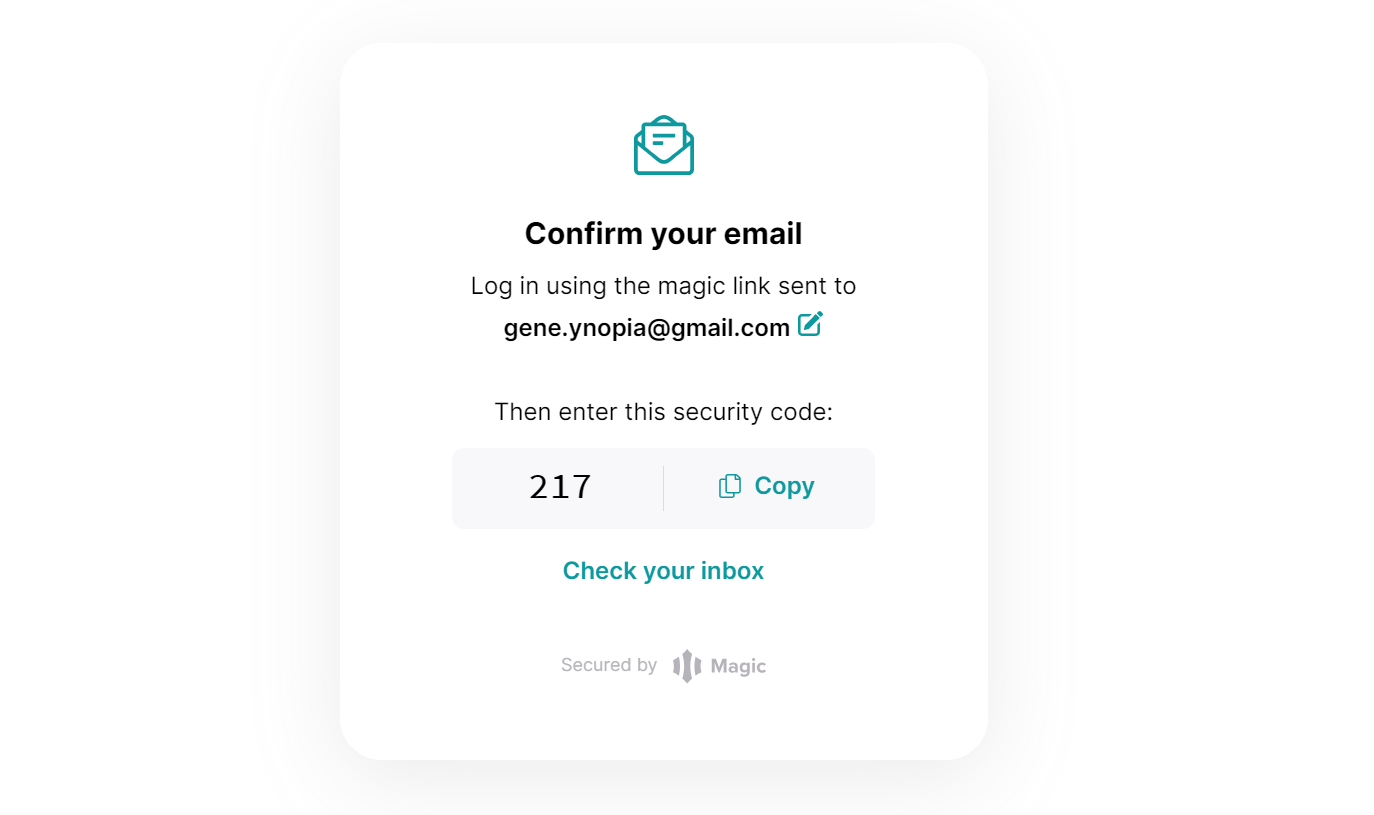 Confirm your email
Log in using the magic link sent to
gene.ynopia@gmail.com
Then enter this security code:
217 Copy
Check your inbox
Secured by Magic